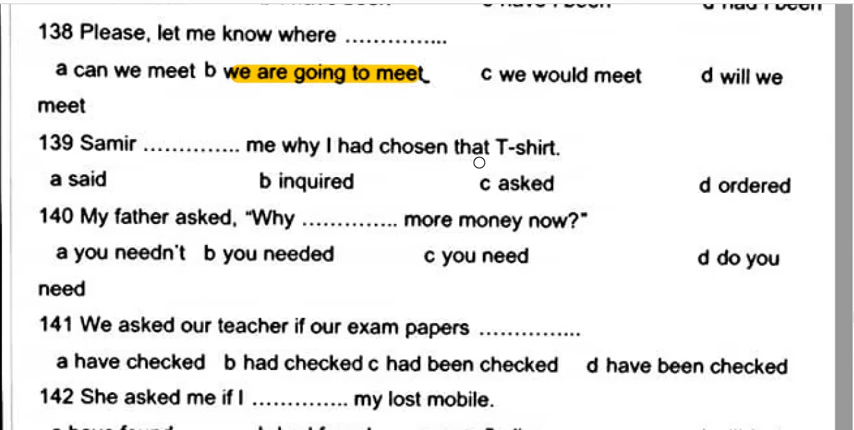 138 Please, let me know where ...............
a can we meet b we are going to meet c we would meet d will we
meet
139 Samir .............. me why I had chosen that T-shirt.
a said b inquired c asked d ordered
140 My father asked, "Why .............. more money now?"
a you needn't b you needed c you need d do you
need
141 We asked our teacher if our exam papers ...............
a have checked b had checked c had been checked d have been checked
142 She asked me if I .............. my lost mobile.